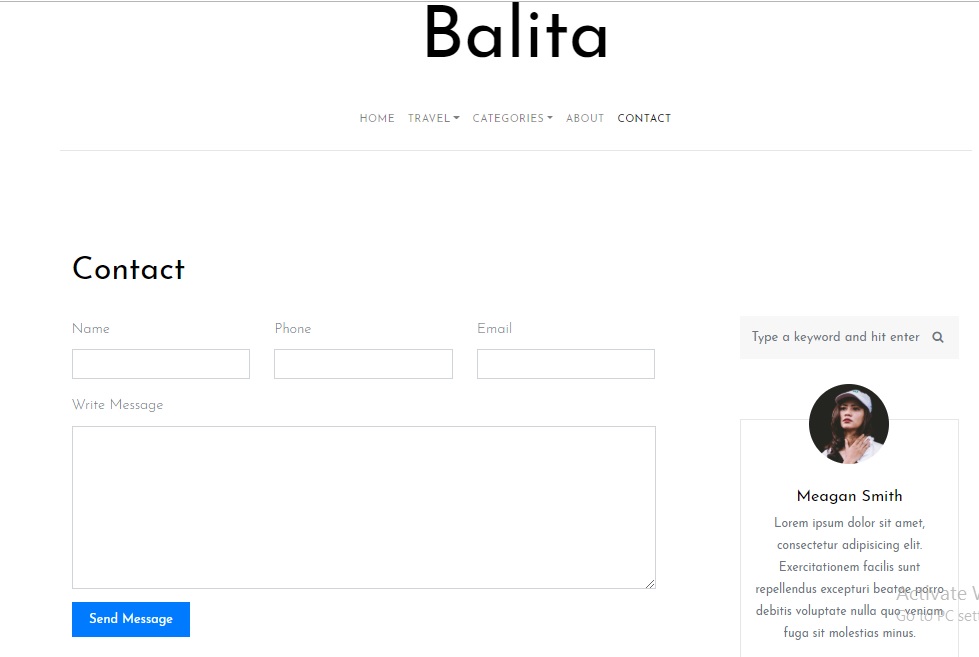 Balita
HOME TRAVEL CATEGORIES ABOUT CONTACT
Contact
Name Phone Email
Write Message
Send Message
Type a keyword and hit enter
Meagan Smith
Lorem ipsum dolor sit amet,
consectetur adipisicing elit.
Exercitationem facilis sunt
repellendus excepturi beatae porro
debitis voluptate nulla quo veniam
fuga sit molestias minus.
Activate W
Go to PC sett